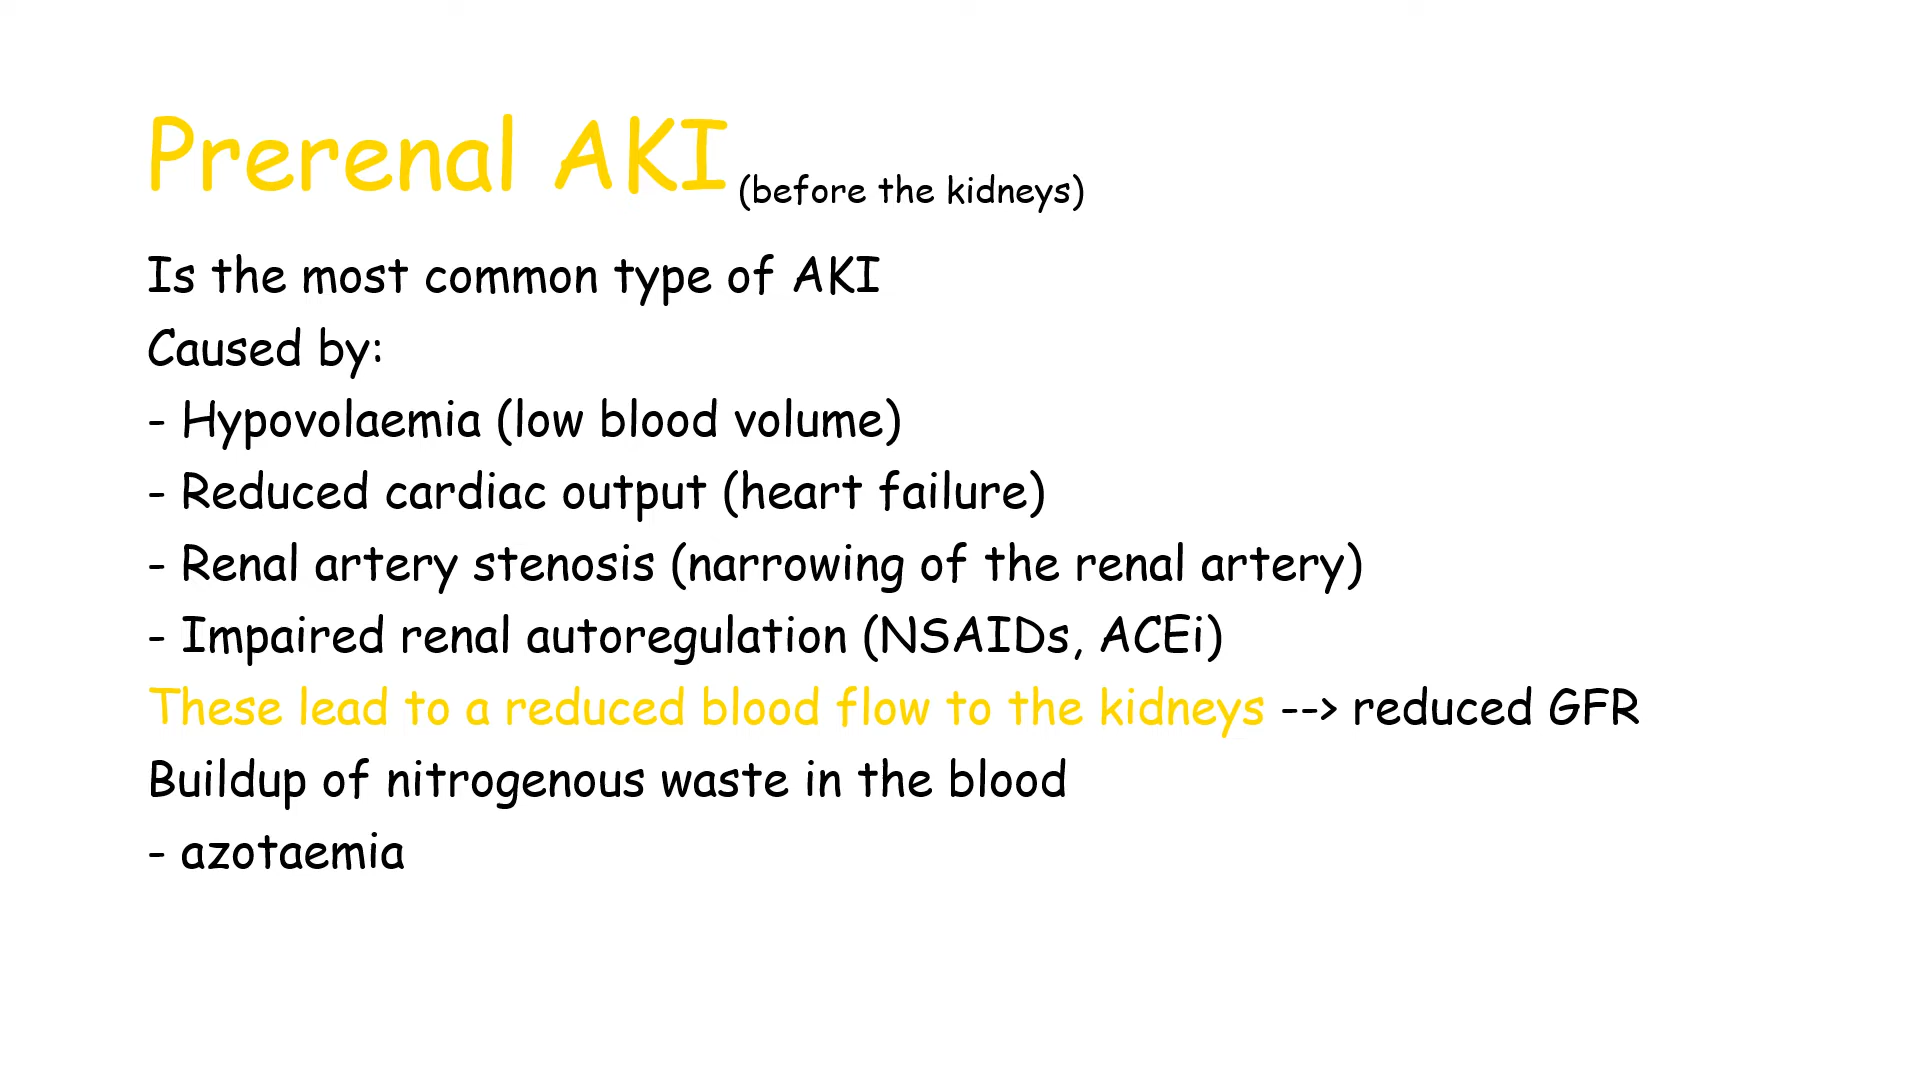 Prerenal AKI (before the kidneys)
Is the most common type of AKI
Caused by:
- Hypovolaemia (low blood volume)
- Reduced cardiac output (heart failure)
- Renal artery stenosis (narrowing of the renal artery)
- Impaired renal autoregulation (NSAIDs, ACEi)
These lead to a reduced blood flow to the kidneys --> reduced GFR
Buildup of nitrogenous waste in the blood
- azotaemia